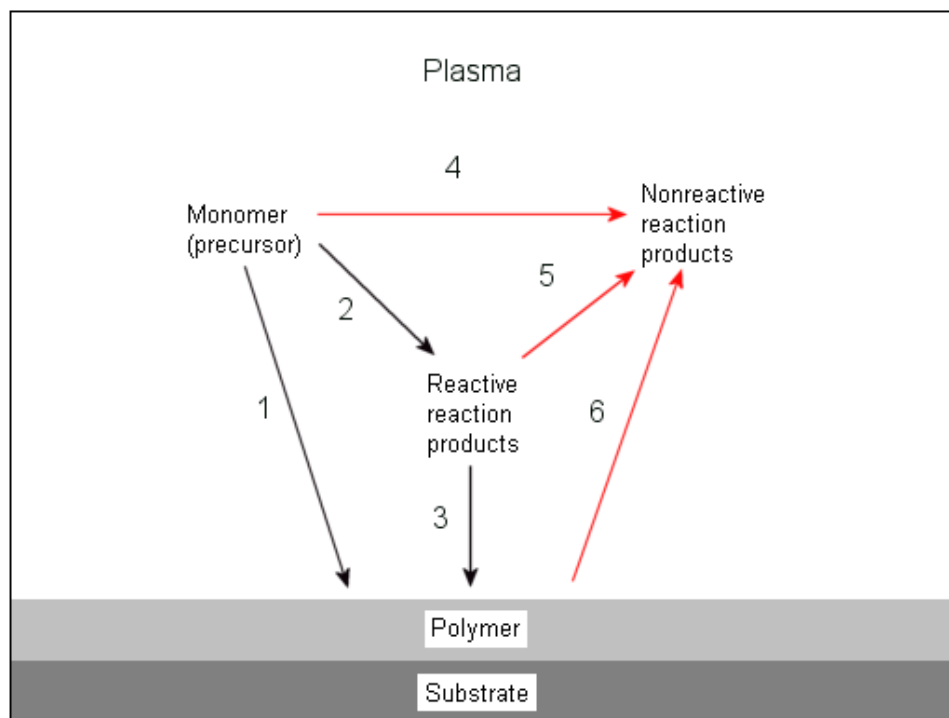 Plasma
4
Monomer
(precursor)
Nonreactive
reaction
products
5
2
Reactive
reaction
products
1
6
3
Polymer
Substrate